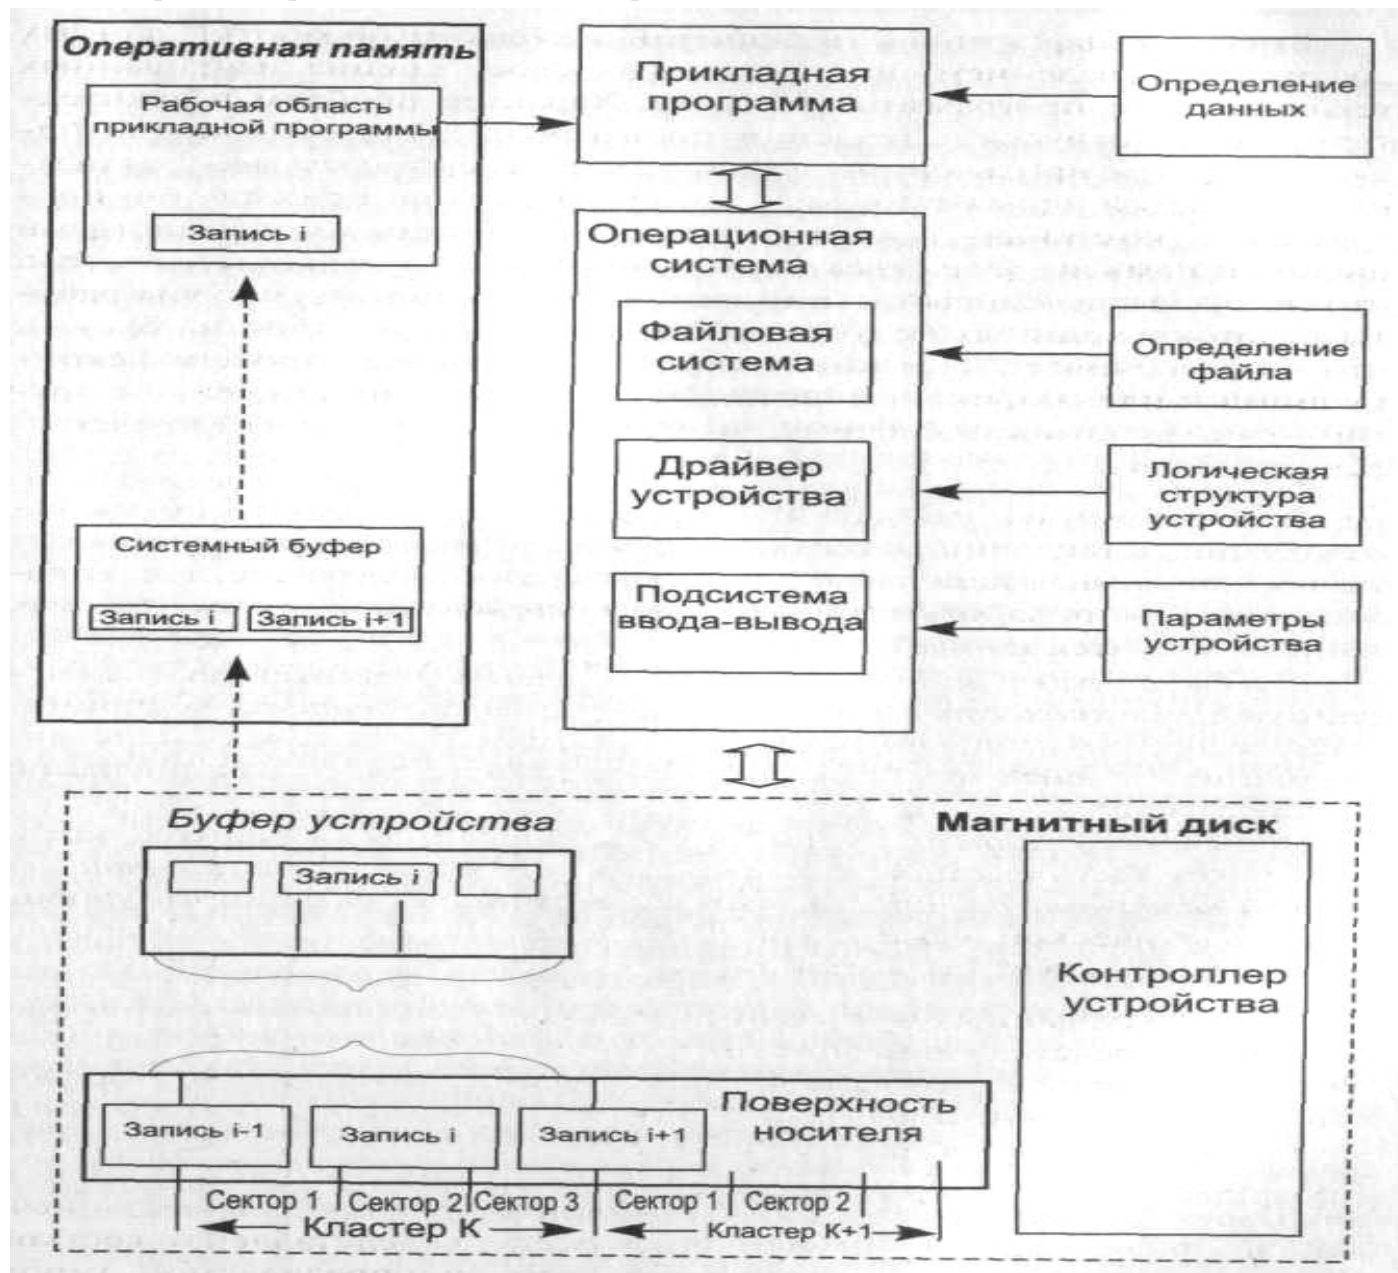 Оперативная память
Рабочая область
прикладной программы
Запись i
Системный буфер
Запись i
Запись i+1
Прикладная
программа
Определение
данных
Операционная
система
Файловая
система
Определение
файла
Драйвер
устройства
Логическая
структура
устройства
Подсистема
ввода-вывода
Параметры
устройства
Буфер устройства
Запись i
Магнитный диск
Контроллер
устройства
Поверхность
носителя
Запись i-1
Запись i
Запись i+1
Сектор 1
Сектор 2
Сектор 3
Сектор 1
Сектор 2
Кластер К
Кластер К+1